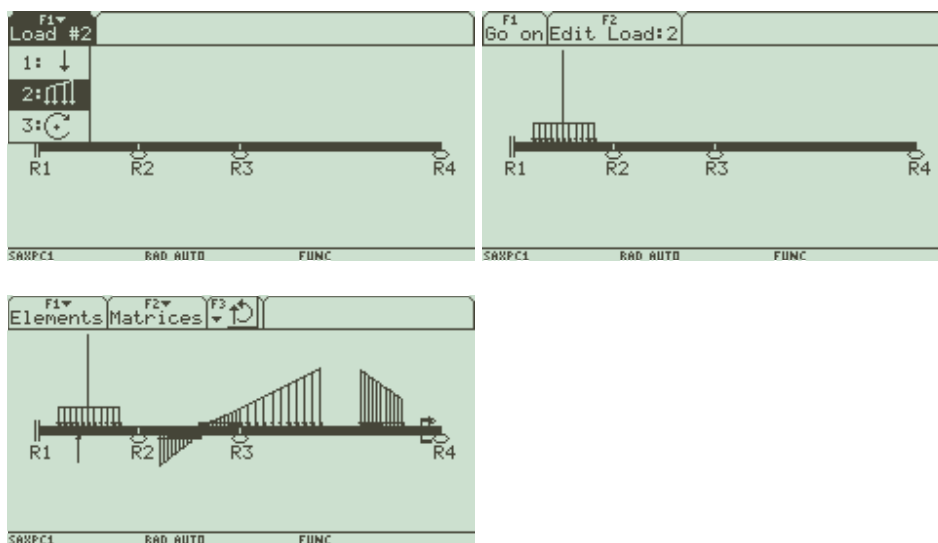 F1 F1 F2
Load #2 Go on Edit Load:2
1:
2:
3:
R1 R2 R3 R4 R1 R2 R3 R4
SAXPC1 RAD AUTO FUNC SAXPC1 RAD AUTO FUNC
F1 F2 F3
Elements Matrices
R1 R2 R3 R4
SAXPC1 RAD AUTO FUNC